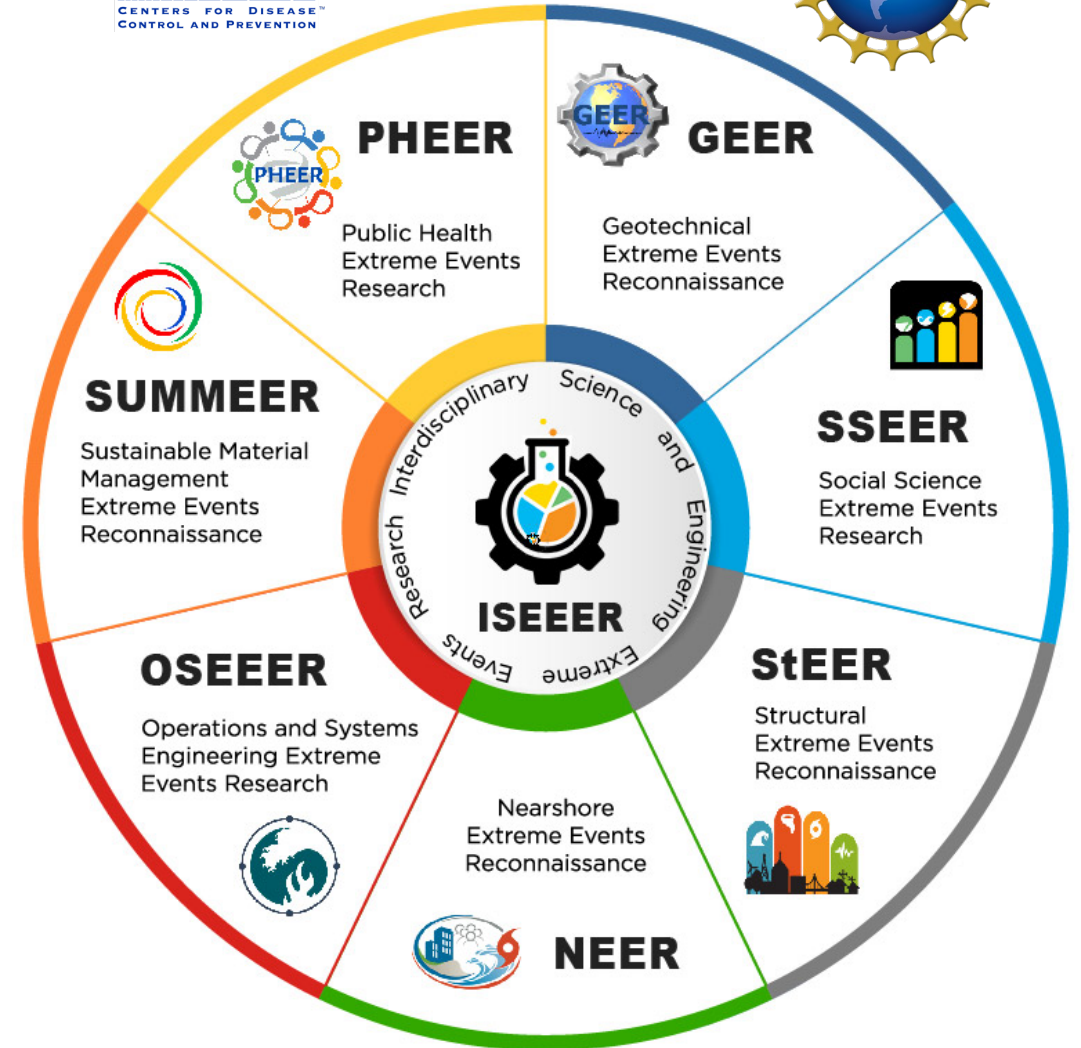 CENTERS FOR DISEASE™
CONTROL AND PREVENTION
PHEER
PHEER
Public Health
Extreme Events
Research
GEER
GEER
Geotechnical
Extreme Events
Reconnaissance
SUMMEER
Sustainable Material
Management
Extreme Events
Reconnaissance
SSEER
Social Science
Extreme Events
Research
Interdisciplinary Science and Engineering Extreme Events Research
ISEEER
OSEEER
Operations and Systems
Engineering Extreme
Events Research
StEER
Structural
Extreme Events
Reconnaissance
Nearshore
Extreme Events
Reconnaissance
NEER